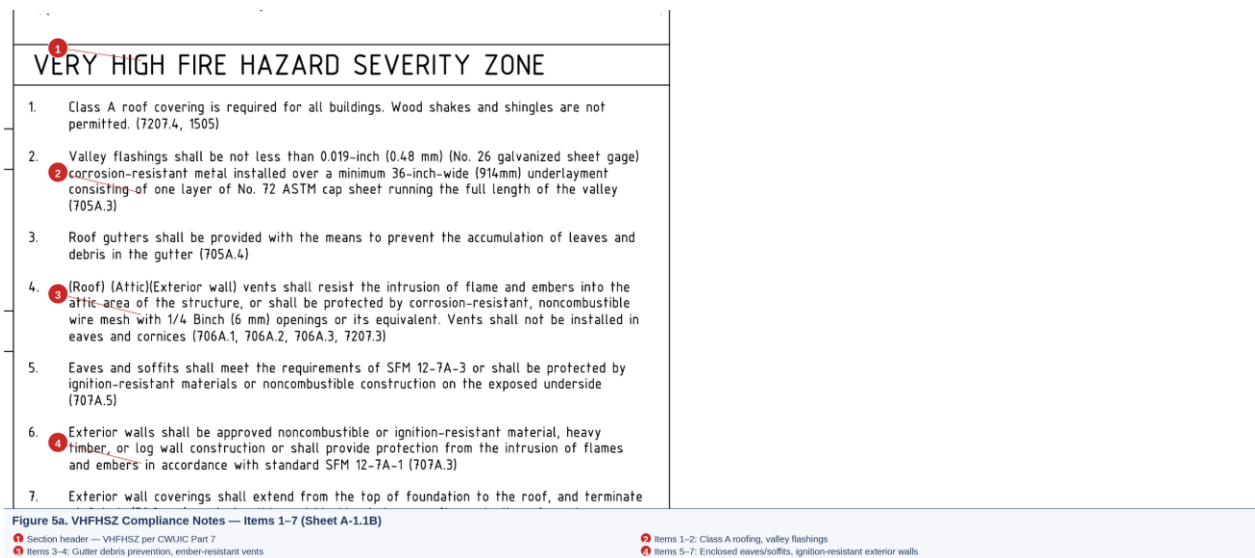 VERY HIGH FIRE HAZARD SEVERITY ZONE
1
1. Class A roof covering is required for all buildings. Wood shakes and shingles are not
permitted. (7207.4, 1505)
2. Valley flashings shall be not less than 0.019-inch (0.48 mm) (No. 26 galvanized sheet gage)
2
corrosion-resistant metal installed over a minimum 36-inch-wide (914mm) underlayment
consisting of one layer of No. 72 ASTM cap sheet running the full length of the valley
(705A.3)
3. Roof gutters shall be provided with the means to prevent the accumulation of leaves and
debris in the gutter (705A.4)
4. (Roof) (Attic)(Exterior wall) vents shall resist the intrusion of flame and embers into the
3
attic area of the structure, or shall be protected by corrosion-resistant, noncombustible
wire mesh with 1/4 Binch (6 mm) openings or its equivalent. Vents shall not be installed in
eaves and cornices (706A.1, 706A.2, 706A.3, 7207.3)
5. Eaves and soffits shall meet the requirements of SFM 12-7A-3 or shall be protected by
ignition-resistant materials or noncombustible construction on the exposed underside
(707A.5)
6. Exterior walls shall be approved noncombustible or ignition-resistant material, heavy
4
timber, or log wall construction or shall provide protection from the intrusion of flames
and embers in accordance with standard SFM 12-7A-1 (707A.3)
7. Exterior wall coverings shall extend from the top of foundation to the roof, and terminate
Figure 5a. VHFHSZ Compliance Notes — Items 1–7 (Sheet A-1.1B)
1 Section header — VHFHSZ per CWUIC Part 7
2 Items 1–2: Class A roofing, valley flashings
3 Items 3–4: Gutter debris prevention, ember-resistant vents
4 Items 5–7: Enclosed eaves/soffits, ignition-resistant exterior walls